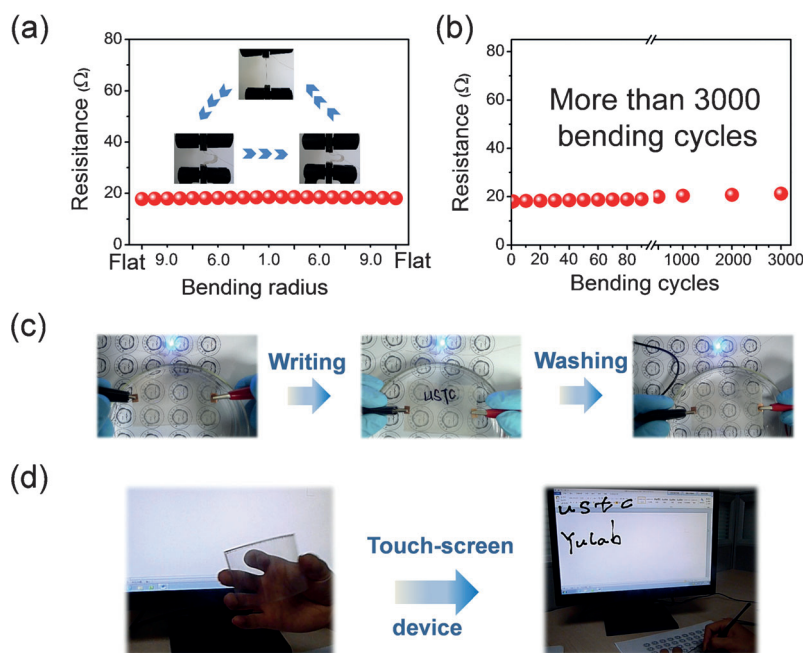 (a)
80
60
40
20
0
Resisitance (Ω)
Flat
9.0
6.0
1.0
6.0
9.0
Flat
Bending radius
(b)
80
60
40
20
0
Resistance (Ω)
More than 3000
bending cycles
0
20
40
60
80
1000
2000
3000
Bending cycles
(c)
Writing
USTC
Washing
(d)
Touch-screen
device
ustc
Yulab